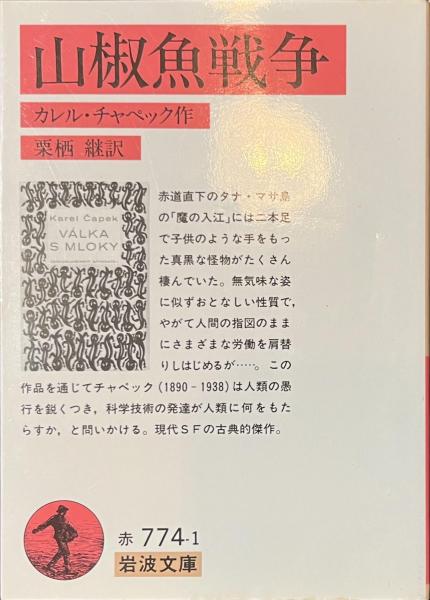 山椒魚戦争
カレル・チャペック作
栗栖 継訳
Karel Čapek
VÁLKA
S MLOKY
赤道直下のタナ・マサ島
の「魔の入江」には二本足
で子供のような手をもっ
た真黒な怪物がたくさん
棲んでいた。無気味な姿
に似ずおとなしい性質で,
やがて人間の指図のまま
にさまざまな労働を肩替
りしはじめるが……。この
作品を通じてチャペック(1890-1938)は人類の愚
行を鋭くつき, 科学技術の発達が人類に何をもた
らすか, と問いかける。現代SFの古典的傑作。
赤 774-1
岩波文庫